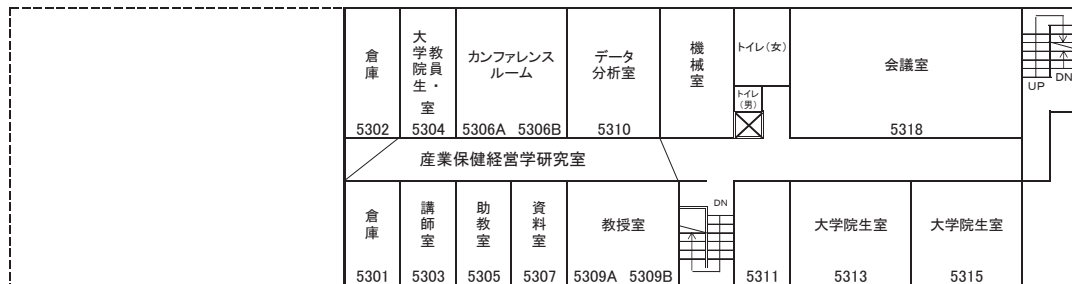 倉庫
5302
教員・
大学院生室
5304
カンファレンス
ルーム
5306A 5306B
データ
分析室
5310
機械室
トイレ(女)
トイレ
(男)
会議室
5318
UP
DN
産業保健経営学研究室
倉庫
5301
講師室
5303
助教室
5305
資料室
5307
教授室
5309A 5309B
DN
5311
大学院生室
5313
大学院生室
5315